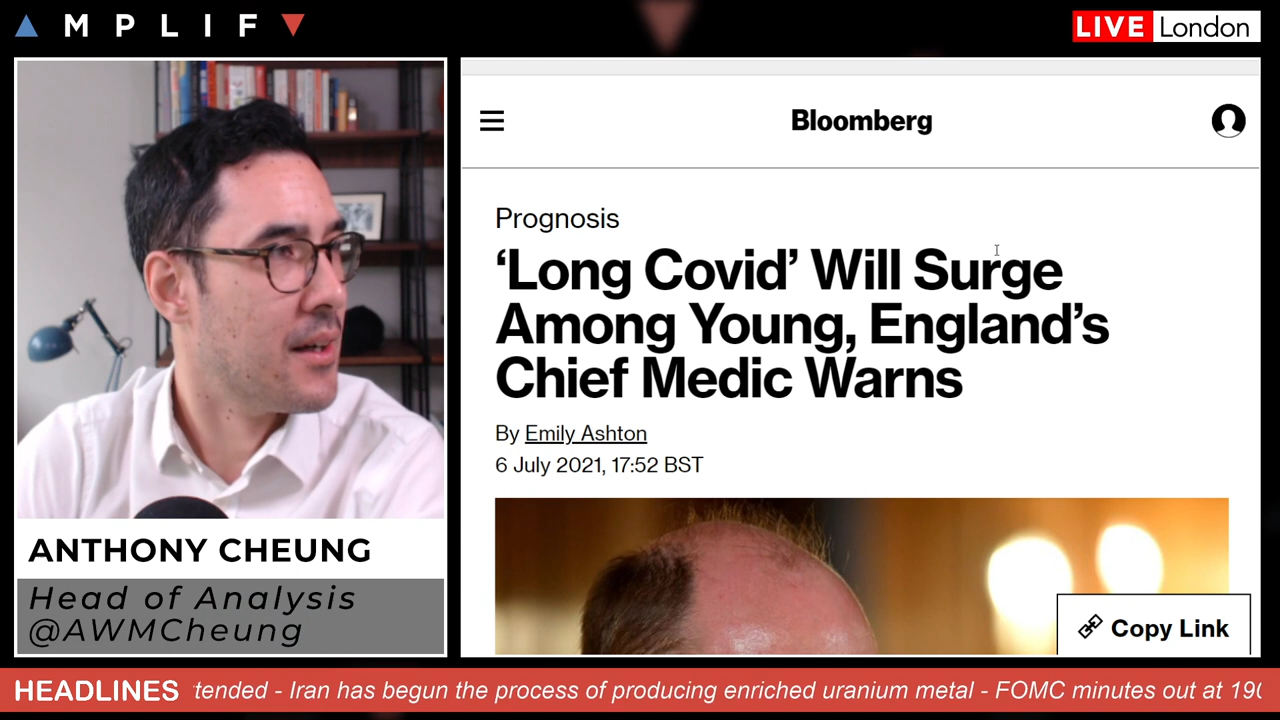 AMPLIFY
LIVE London
Bloomberg
Prognosis
‘Long Covid’ Will Surge
Among Young, England’s
Chief Medic Warns
By Emily Ashton
6 July 2021, 17:52 BST
Copy Link
ANTHONY CHEUNG
Head of Analysis
@AWMCheung
HEADLINES tended - Iran has begun the process of producing enriched uranium metal - FOMC minutes out at 190